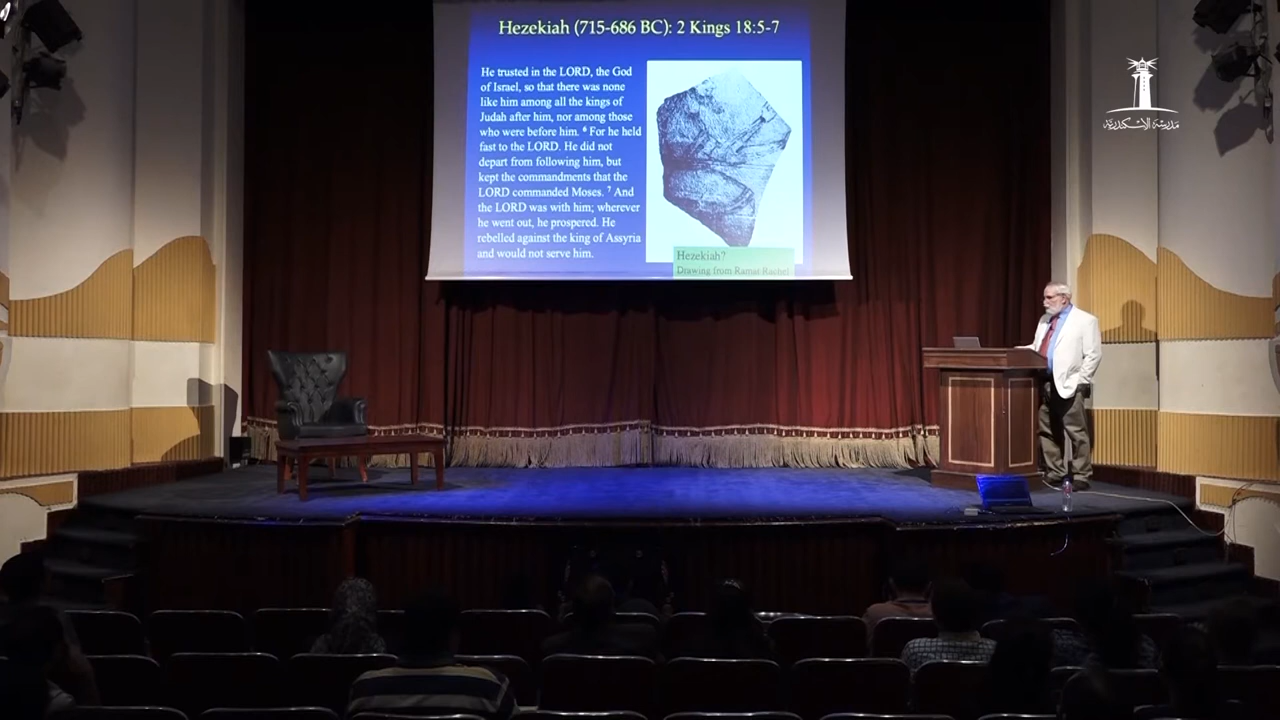 Hezekiah (715-686 BC): 2 Kings 18:5-7
He trusted in the LORD, the God
of Israel, so that there was none
like him among all the kings of
Judah after him, nor among those
who were before him. ⁶ For he held
fast to the LORD. He did not
depart from following him, but
kept the commandments that the
LORD commanded Moses. ⁷ And
the LORD was with him; wherever
he went out, he prospered. He
rebelled against the king of Assyria
and would not serve him.
Hezekiah?
Drawing from Ramat Rachel
مدرسة الإسكندرية